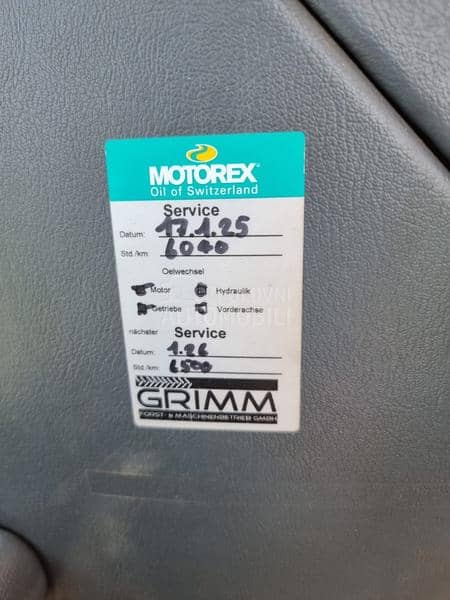 MOTOREX
Oil of Switzerland
Service
Datum: 17.1.25
Std./km: 6040
Oelwechsel
Motor Hydraulik
Getriebe Vorderachse
nächster Service
Datum: 1.26
Std./km: 6500
GRIMM
FORST- & MASCHINENBETRIEB GMBH